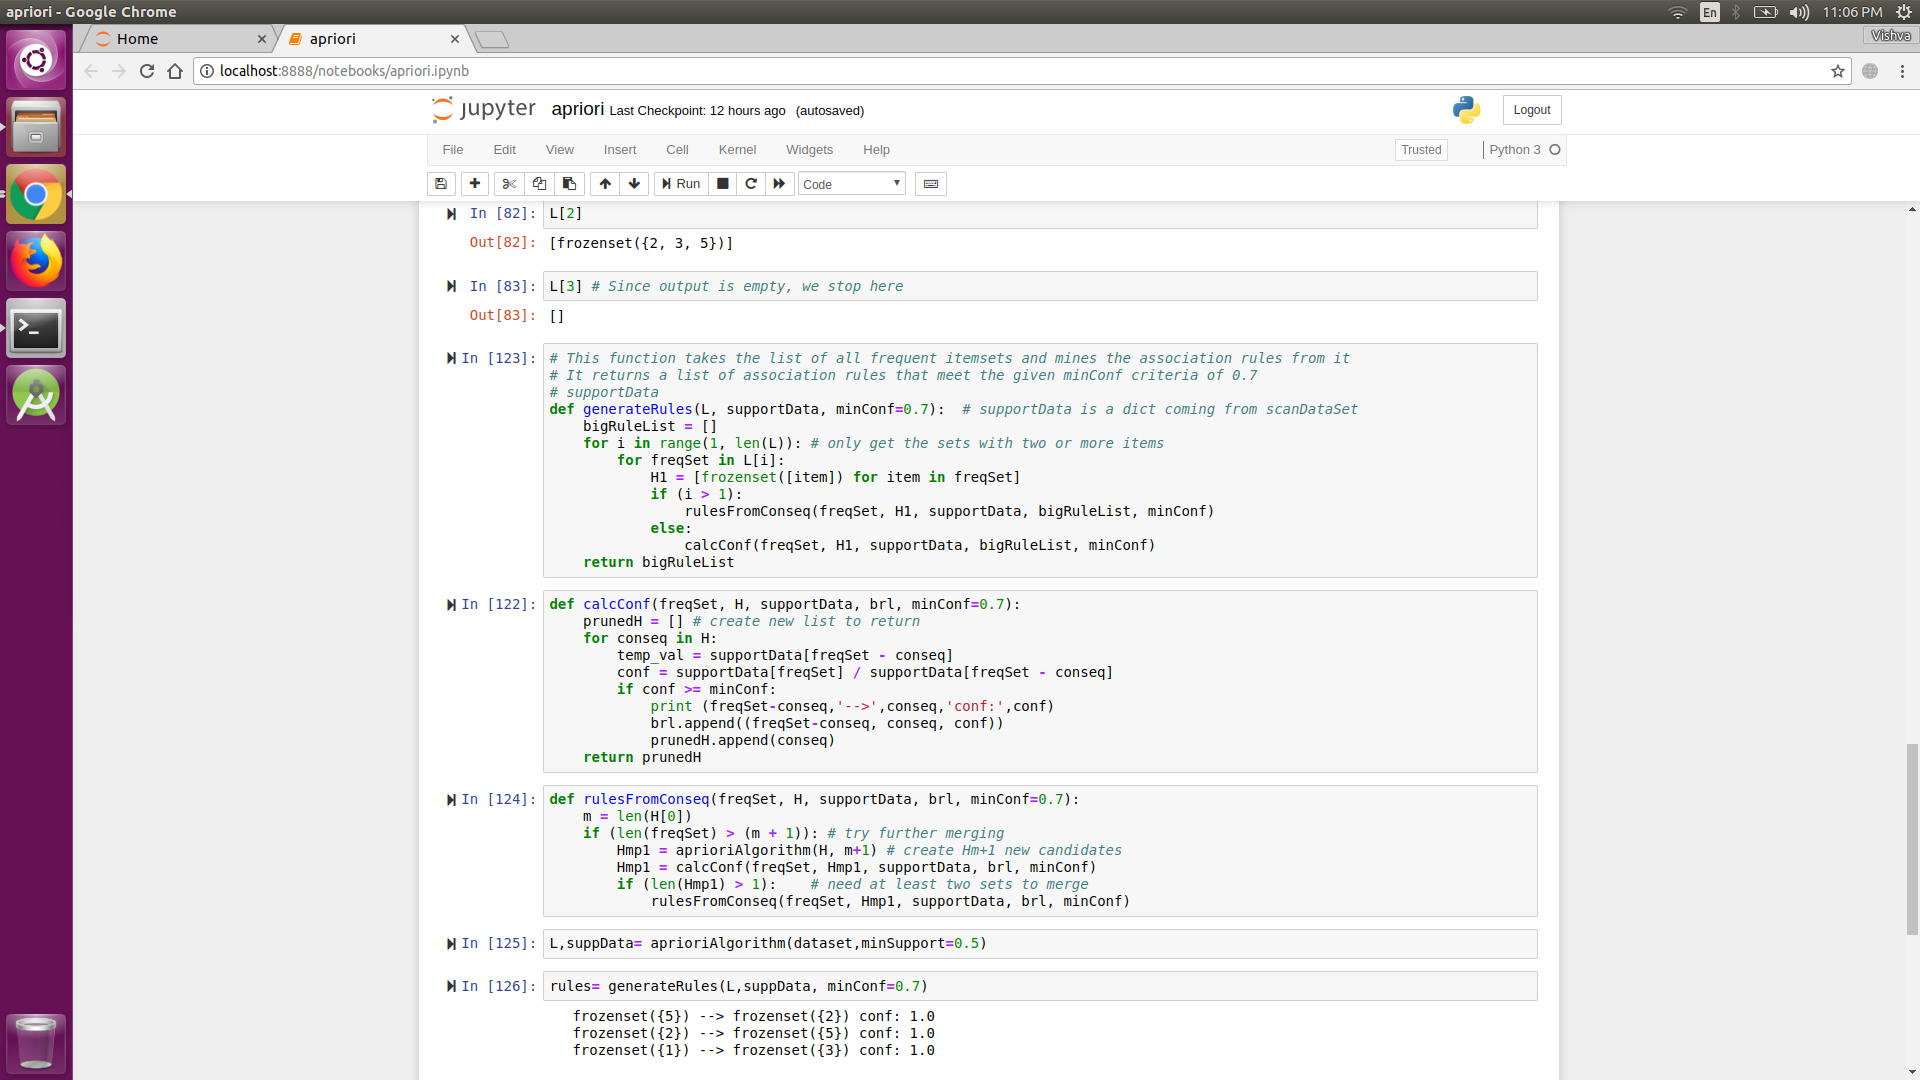 apriori - Google Chrome
En
11:06 PM
Home
apriori
Vishva
localhost:8888/notebooks/apriori.ipynb
jupyter
apriori Last Checkpoint: 12 hours ago (autosaved)
Logout
File Edit View Insert Cell Kernel Widgets Help
Trusted
Python 3
Run
Code
In [82]: L[2]
Out[82]: [frozenset({2, 3, 5})]
In [83]: L[3] # Since output is empty, we stop here
Out[83]: []
In [123]: # This function takes the list of all frequent itemsets and mines the association rules from it
# It returns a list of association rules that meet the given minConf criteria of 0.7
# supportData
def generateRules(L, supportData, minConf=0.7):  # supportData is a dict coming from scanDataSet
    bigRuleList = []
    for i in range(1, len(L)): # only get the sets with two or more items
        for freqSet in L[i]:
            H1 = [frozenset([item]) for item in freqSet]
            if (i > 1):
                rulesFromConseq(freqSet, H1, supportData, bigRuleList, minConf)
            else:
                calcConf(freqSet, H1, supportData, bigRuleList, minConf)
    return bigRuleList
In [122]: def calcConf(freqSet, H, supportData, brl, minConf=0.7):
    prunedH = [] # create new list to return
    for conseq in H:
        temp_val = supportData[freqSet - conseq]
        conf = supportData[freqSet] / supportData[freqSet - conseq]
        if conf >= minConf:
            print (freqSet-conseq,'-->',conseq,'conf:',conf)
            brl.append((freqSet-conseq, conseq, conf))
            prunedH.append(conseq)
    return prunedH
In [124]: def rulesFromConseq(freqSet, H, supportData, brl, minConf=0.7):
    m = len(H[0])
    if (len(freqSet) > (m + 1)): # try further merging
        Hmp1 = aprioriAlgorithm(H, m+1) # create Hm+1 new candidates
        Hmp1 = calcConf(freqSet, Hmp1, supportData, brl, minConf)
        if (len(Hmp1) > 1):    # need at least two sets to merge
            rulesFromConseq(freqSet, Hmp1, supportData, brl, minConf)
In [125]: L,suppData= aprioriAlgorithm(dataset,minSupport=0.5)
In [126]: rules= generateRules(L,suppData, minConf=0.7)
frozenset({5}) --> frozenset({2}) conf: 1.0
frozenset({2}) --> frozenset({5}) conf: 1.0
frozenset({1}) --> frozenset({3}) conf: 1.0